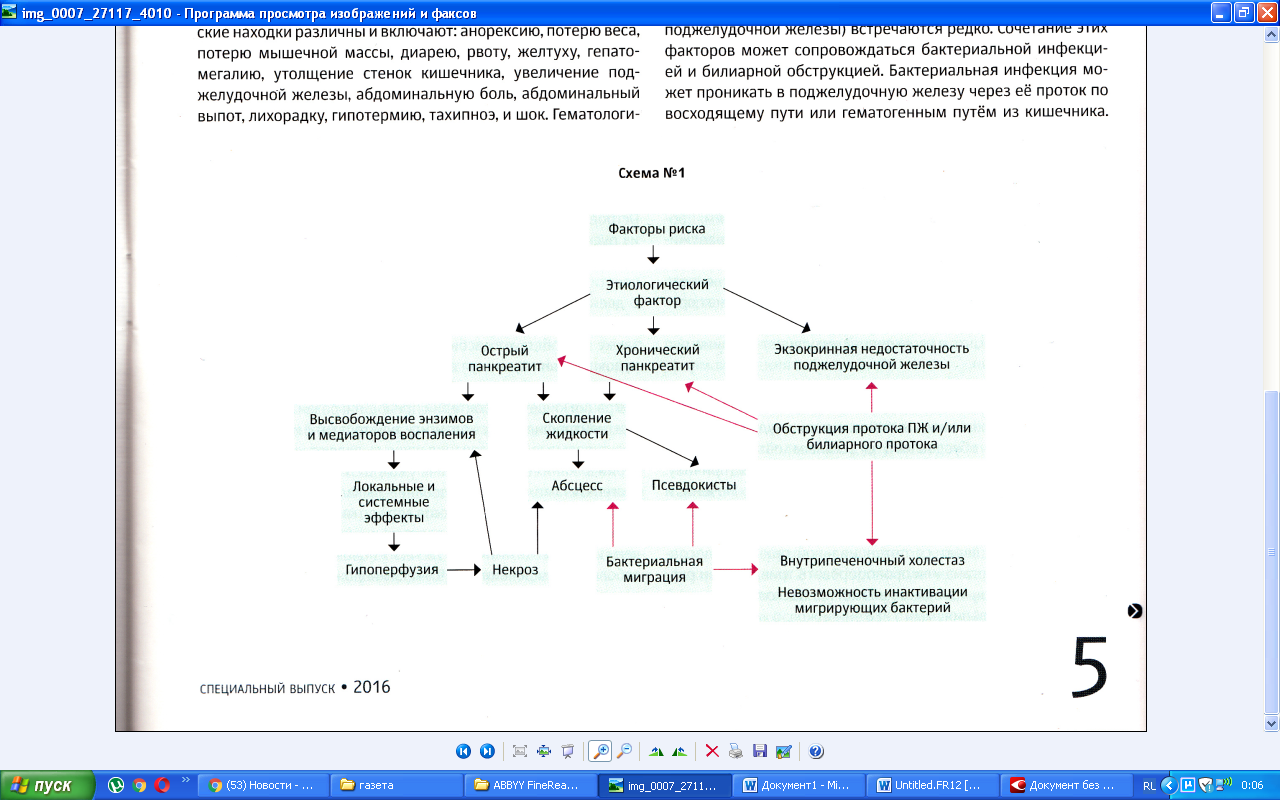 img_0007_27117_4010 - Программа просмотра изображений и факсов
ские находки различны и включают: анорексию, потерю веса,
потерю мышечной массы, диарею, рвоту, желтуху, гепато-
мегалию, утолщение стенок кишечника, увеличение под-
желудочной железы, абдоминальную боль, абдоминальный
выпот, лихорадку, гипотермию, тахипноэ, и шок. Гематологи-
поджелудочной железы) встречаются редко. Сочетание этих
факторов может сопровождаться бактериальной инфекци-
ей и билиарной обструкцией. Бактериальная инфекция мо-
жет проникать в поджелудочную железу через её проток по
восходящему пути или гематогенным путём из кишечника.
Схема №1
Факторы риска
Этиологический
фактор
Острый
панкреатит
Хронический
панкреатит
Экзокринная недостаточность
поджелудочной железы
Высвобождение энзимов
и медиаторов воспаления
Скопление
жидкости
Обструкция протока ПЖ и/или
билиарного протока
Локальные и
системные
эффекты
Абсцесс
Псевдокисты
Гипоперфузия
Некроз
Бактериальная
миграция
Внутрипеченочный холестаз
Невозможность инактивации
мигрирующих бактерий
5
СПЕЦИАЛЬНЫЙ ВЫПУСК • 2016
пуск
(53) Новости - ...
газета
ABBYY FineRea...
img_0007_2711...
Документ1 - Mi...
Untitled.FR12 [...
Документ без ...
RL
0:06